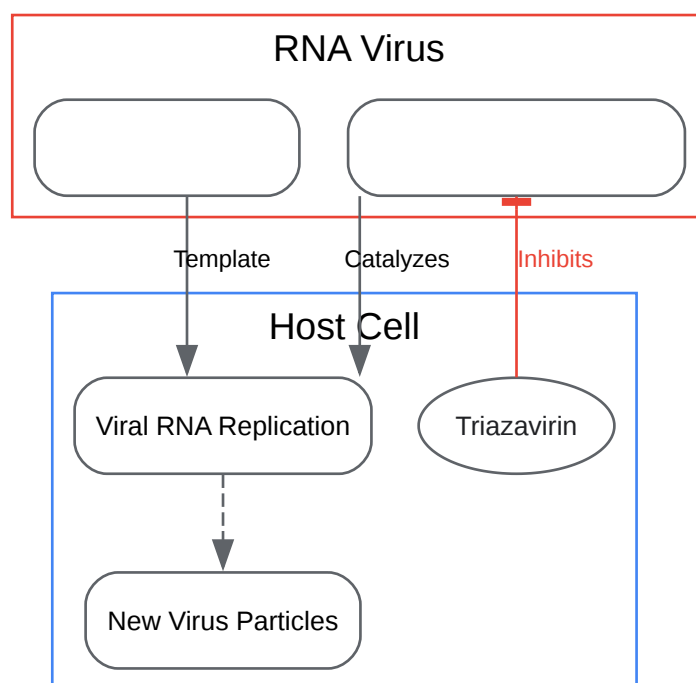 RNA Virus
Template
Catalyzes
Inhibits
Host Cell
Viral RNA Replication
Triazavirin
New Virus Particles